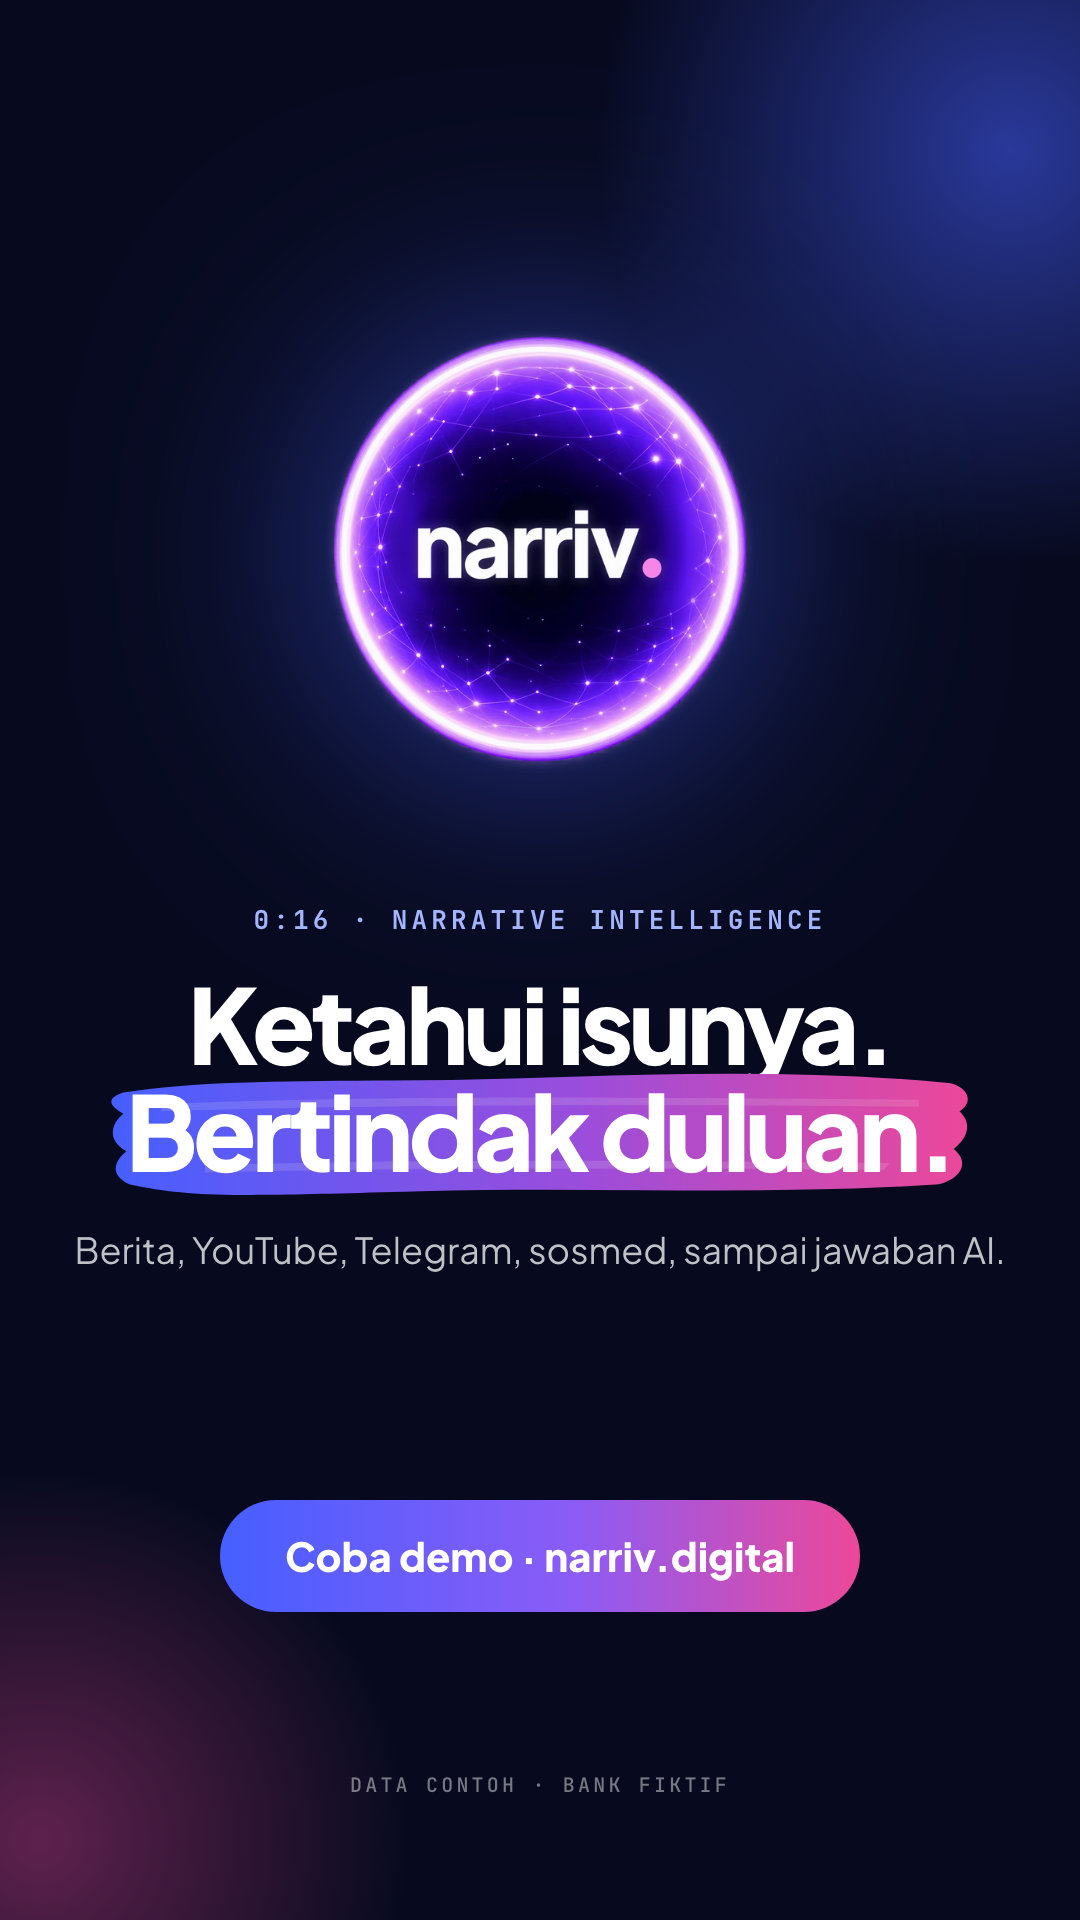 narriv.
0:16 · NARRATIVE INTELLIGENCE
Ketahui isunya.
Bertindak duluan.
Berita, YouTube, Telegram, sosmed, sampai jawaban AI.
Coba demo · narriv.digital
DATA CONTOH · BANK FIKTIF